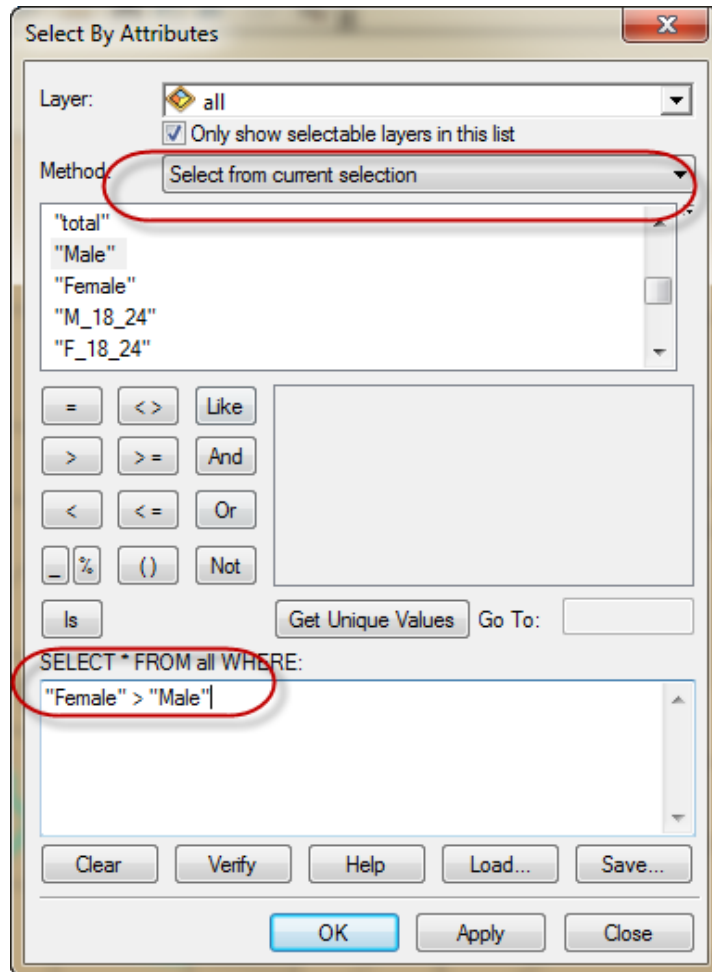 Select By Attributes
Layer: all
Only show selectable layers in this list
Method: Select from current selection
"total"
"Male"
"Female"
"M_18_24"
"F_18_24"
= < > Like
> > = And
< < = Or
_ % ( ) Not
Is Get Unique Values Go To:
SELECT * FROM all WHERE:
"Female" > "Male"
Clear Verify Help Load... Save...
OK Apply Close